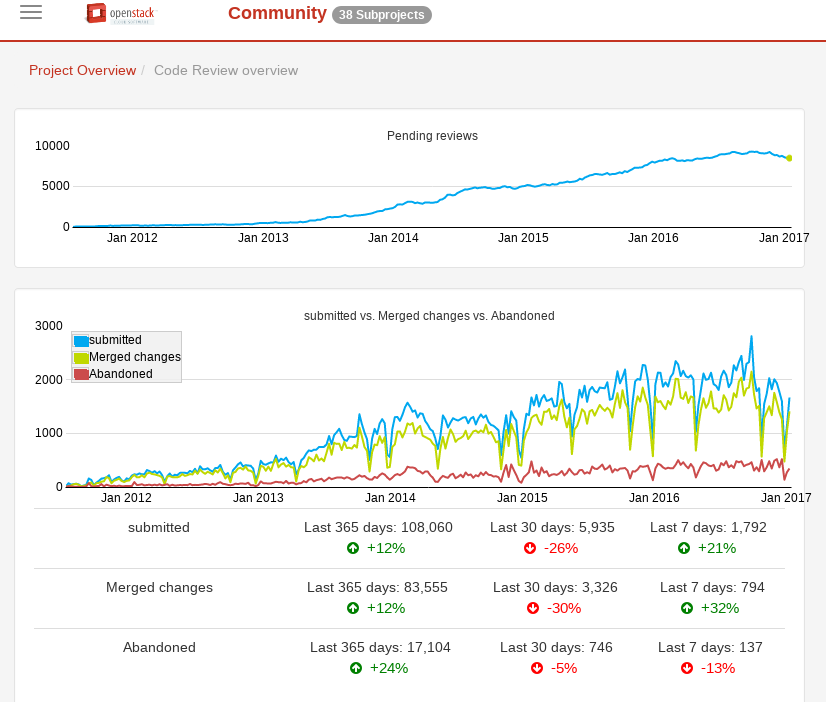 openstack
Community 38 Subprojects
Project Overview / Code Review overview
Pending reviews
10000
5000
0
Jan 2012 Jan 2013 Jan 2014 Jan 2015 Jan 2016 Jan 2017
submitted vs. Merged changes vs. Abandoned
3000
submitted
Merged changes
Abandoned
2000
1000
0
Jan 2012 Jan 2013 Jan 2014 Jan 2015 Jan 2016 Jan 2017
submitted Last 365 days: 108,060 Last 30 days: 5,935 Last 7 days: 1,792
+12% -26% +21%
Merged changes Last 365 days: 83,555 Last 30 days: 3,326 Last 7 days: 794
+12% -30% +32%
Abandoned Last 365 days: 17,104 Last 30 days: 746 Last 7 days: 137
+24% -5% -13%